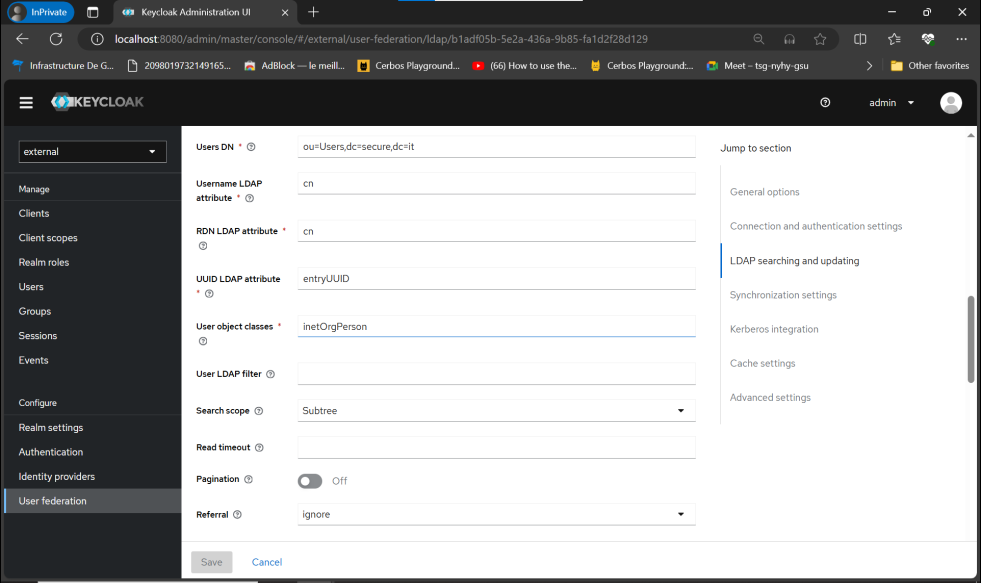 InPrivate
Keycloak Administration UI
localhost:8080/admin/master/console/#/external/user-federation/ldap/b1adf05b-5e2a-436a-9b85-fa1d2f28d129
Infrastructure De G...
2098019732149165...
AdBlock — le meill...
Cerbos Playground...
(66) How to use the...
Cerbos Playground:...
Meet – tsg-nyhy-gsu
Other favorites
KEYCLOAK
admin
external
Manage
Clients
Client scopes
Realm roles
Users
Groups
Sessions
Events
Configure
Realm settings
Authentication
Identity providers
User federation
Users DN *
ou=Users,dc=secure,dc=it
Username LDAP
attribute *
cn
RDN LDAP attribute *
cn
UUID LDAP attribute
*
entryUUID
User object classes *
inetOrgPerson
User LDAP filter
Search scope
Subtree
Read timeout
Pagination
Off
Referral
ignore
Save
Cancel
Jump to section
General options
Connection and authentication settings
LDAP searching and updating
Synchronization settings
Kerberos integration
Cache settings
Advanced settings